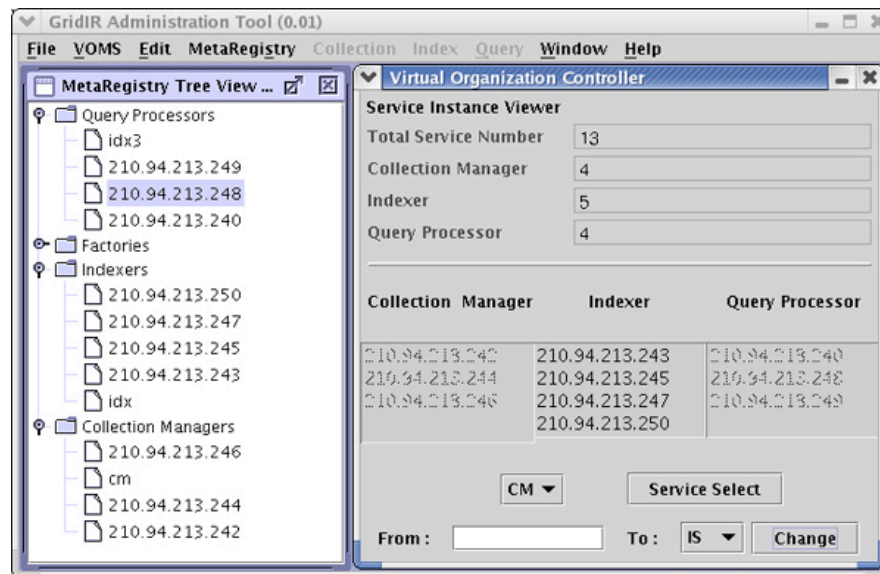 GridIR Administration Tool (0.01)
File VOMS Edit MetaRegistry Collection Index Query Window Help
MetaRegistry Tree View ...
Query Processors
idx3
210.94.213.249
210.94.213.248
210.94.213.240
Factories
Indexers
210.94.213.250
210.94.213.247
210.94.213.245
210.94.213.243
idx
Collection Managers
210.94.213.246
cm
210.94.213.244
210.94.213.242
Virtual Organization Controller
Service Instance Viewer
Total Service Number 13
Collection Manager 4
Indexer 5
Query Processor 4
Collection Manager Indexer Query Processor
210.94.213.242 210.94.213.243 210.94.213.240
210.94.213.244 210.94.213.245 210.94.213.248
210.94.213.246 210.94.213.247 210.94.213.249
210.94.213.250
CM Service Select
From : To : IS Change